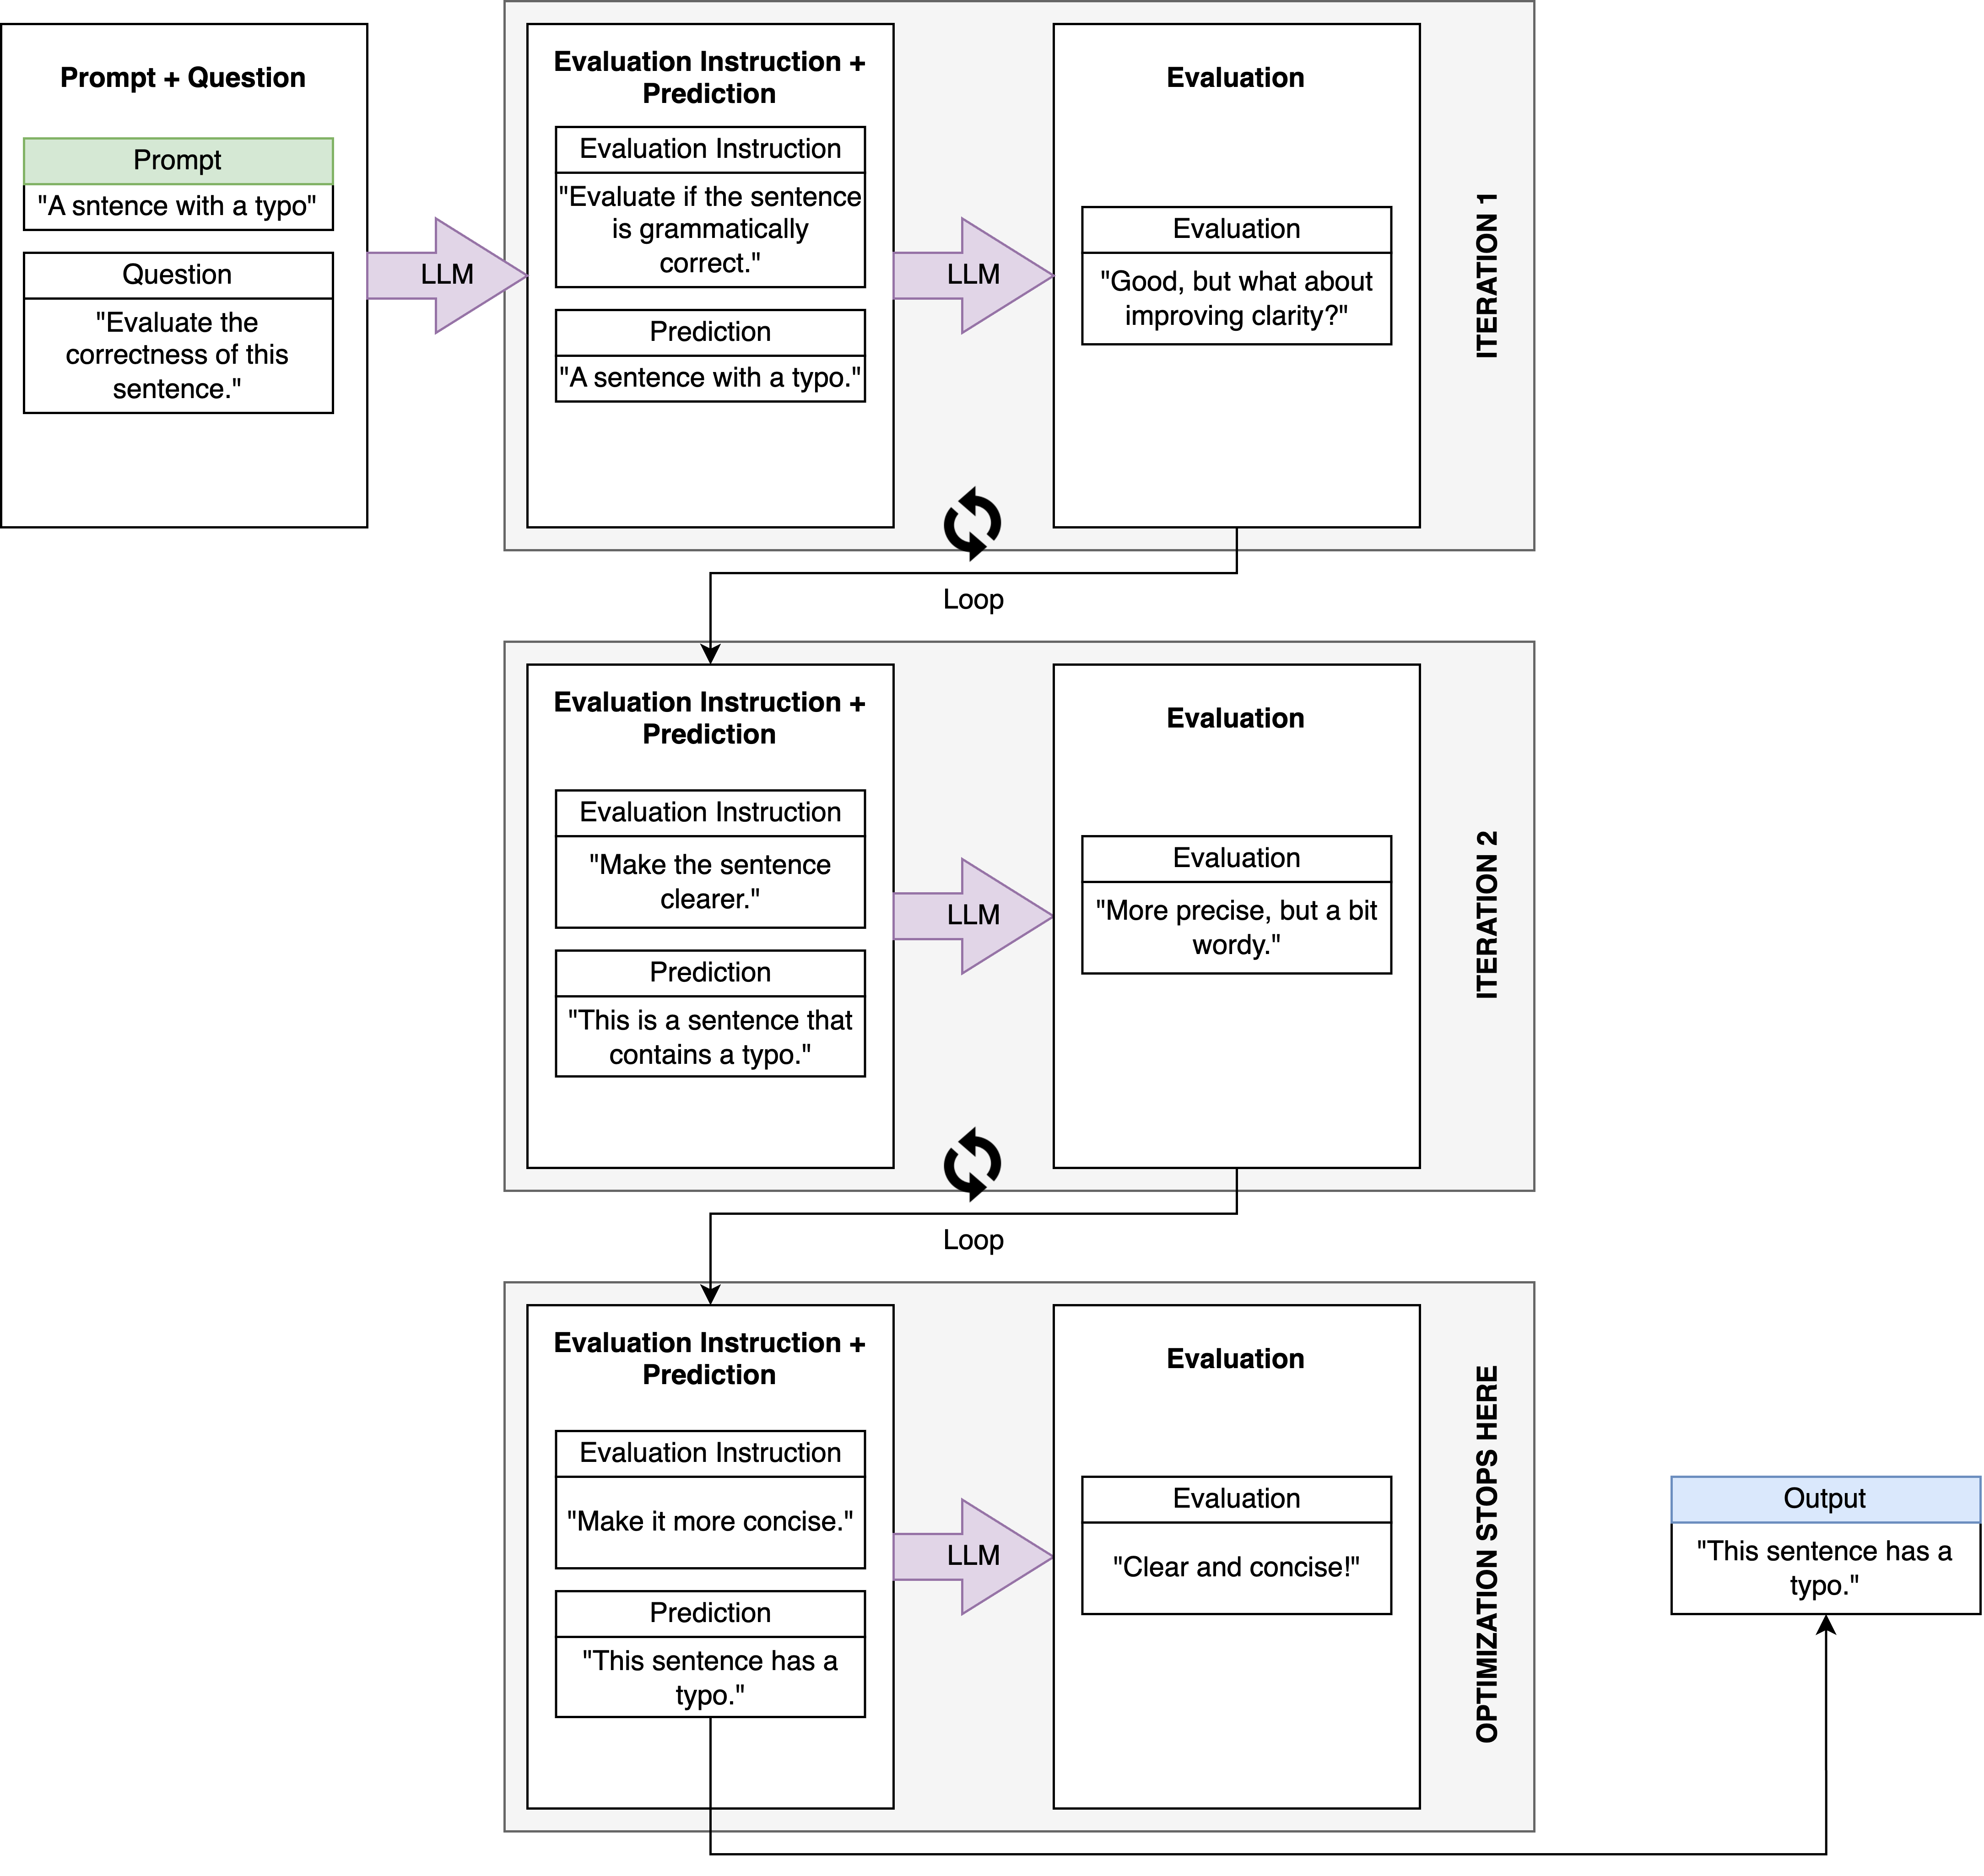 Prompt + Question
Prompt
"A sntence with a typo"
Question
"Evaluate the
correctness of this
sentence."
LLM
Evaluation Instruction +
Prediction
Evaluation Instruction
"Evaluate if the sentence
is grammatically
correct."
Prediction
"A sentence with a typo."
LLM
Evaluation
Evaluation
"Good, but what about
improving clarity?"
ITERATION 1
Loop
Evaluation Instruction +
Prediction
Evaluation Instruction
"Make the sentence
clearer."
Prediction
"This is a sentence that
contains a typo."
LLM
Evaluation
Evaluation
"More precise, but a bit
wordy."
ITERATION 2
Loop
Evaluation Instruction +
Prediction
Evaluation Instruction
"Make it more concise."
Prediction
"This sentence has a
typo."
LLM
Evaluation
Evaluation
"Clear and concise!"
OPTIMIZATION STOPS HERE
Output
"This sentence has a
typo."